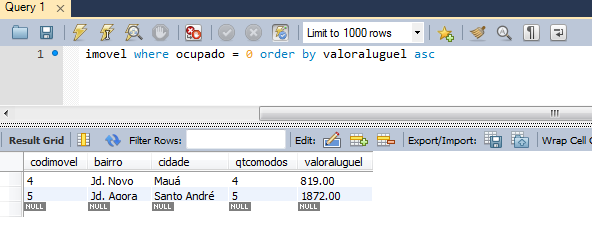 Query 1
Limit to 1000 rows
1 imovel where ocupado = 0 order by valoraluguel asc
Result Grid Filter Rows: Edit: Export/Import: Wrap Cell C
codimovel bairro cidade qtcomodos valoraluguel
4 Jd. Novo Mauá 4 819.00
5 Jd. Agora Santo André 5 1872.00
NULL NULL NULL NULL NULL